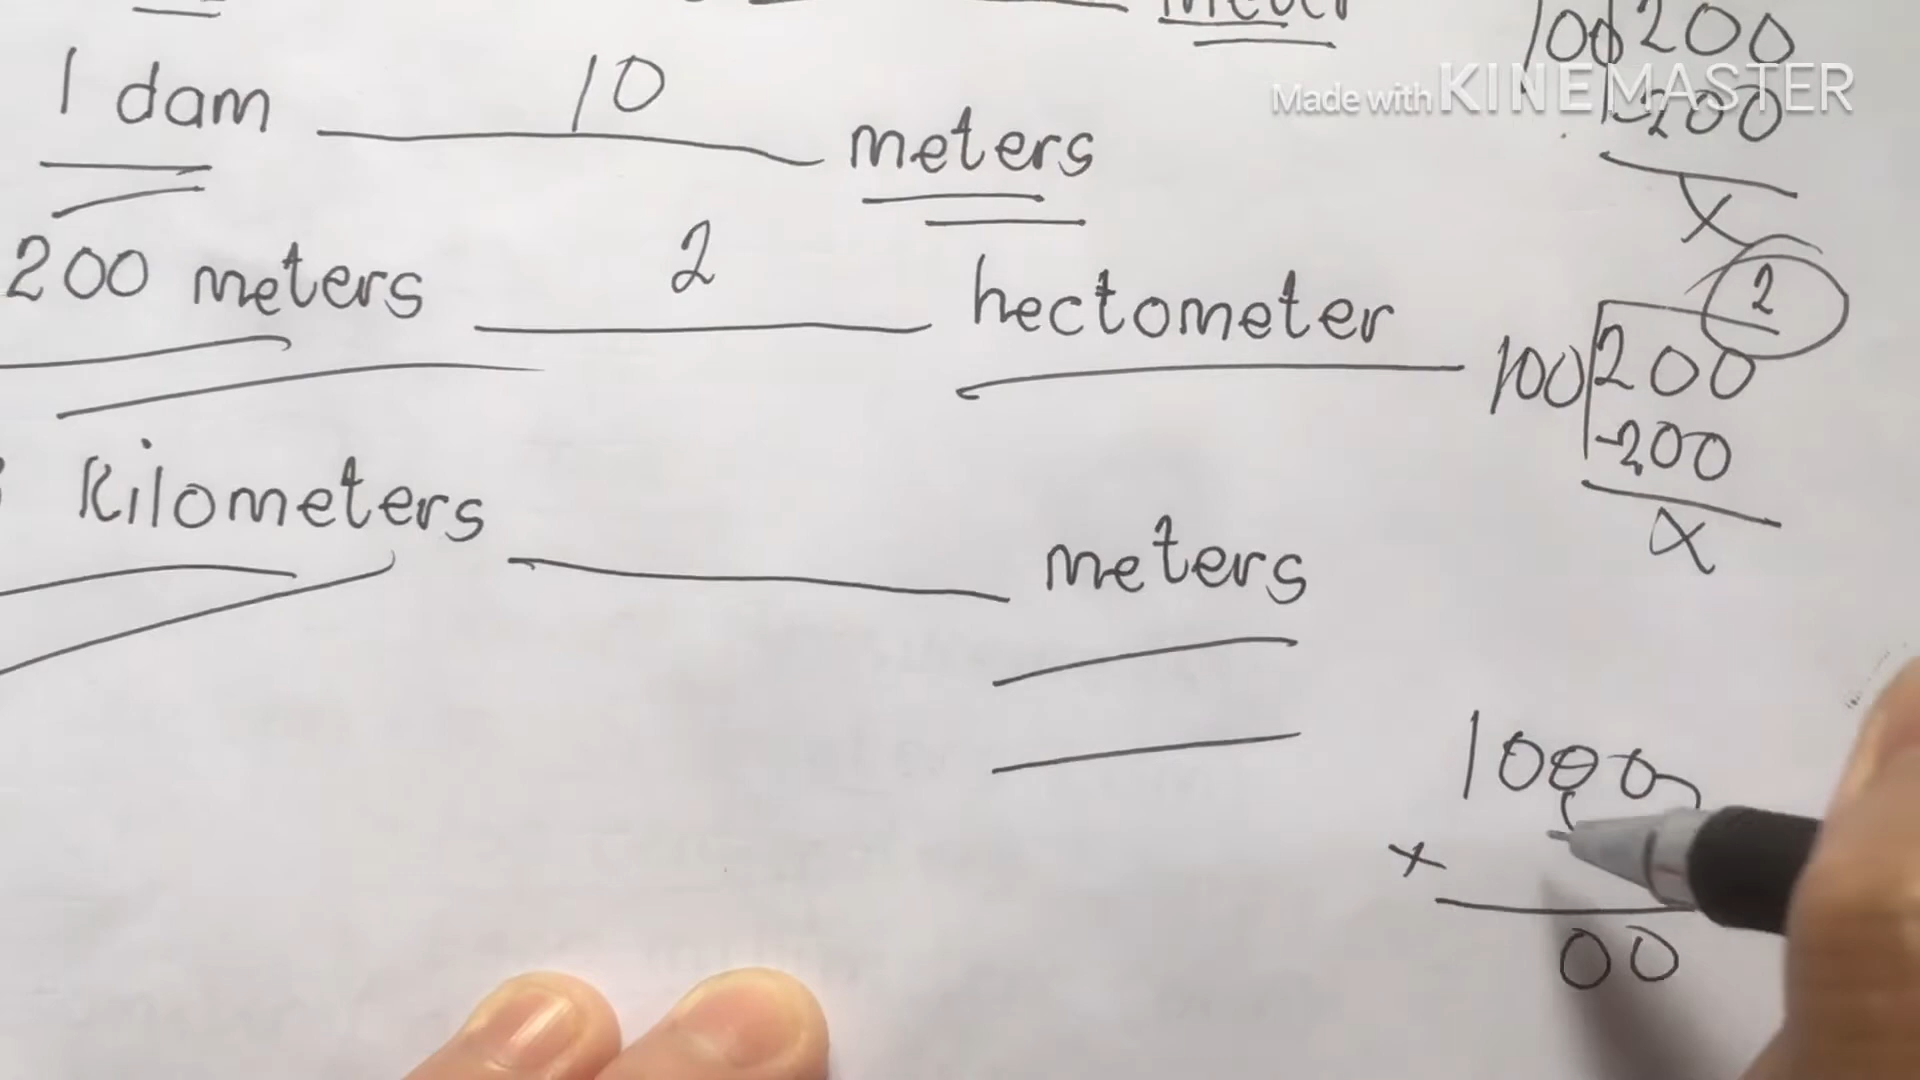 meter
1 dam 10 meters
200 meters 2 hectometer
Kilometers meters
100 200
-200
x
Made with KINEMASTER
2
100 200
-200
x
1000
x
00